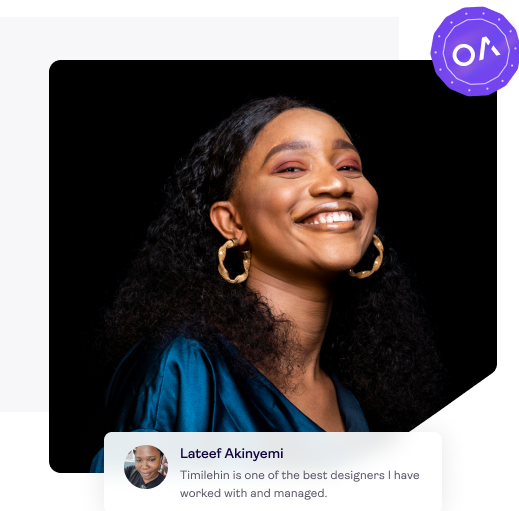 Lateef Akinyemi
Timilehin is one of the best designers I have
worked with and managed.